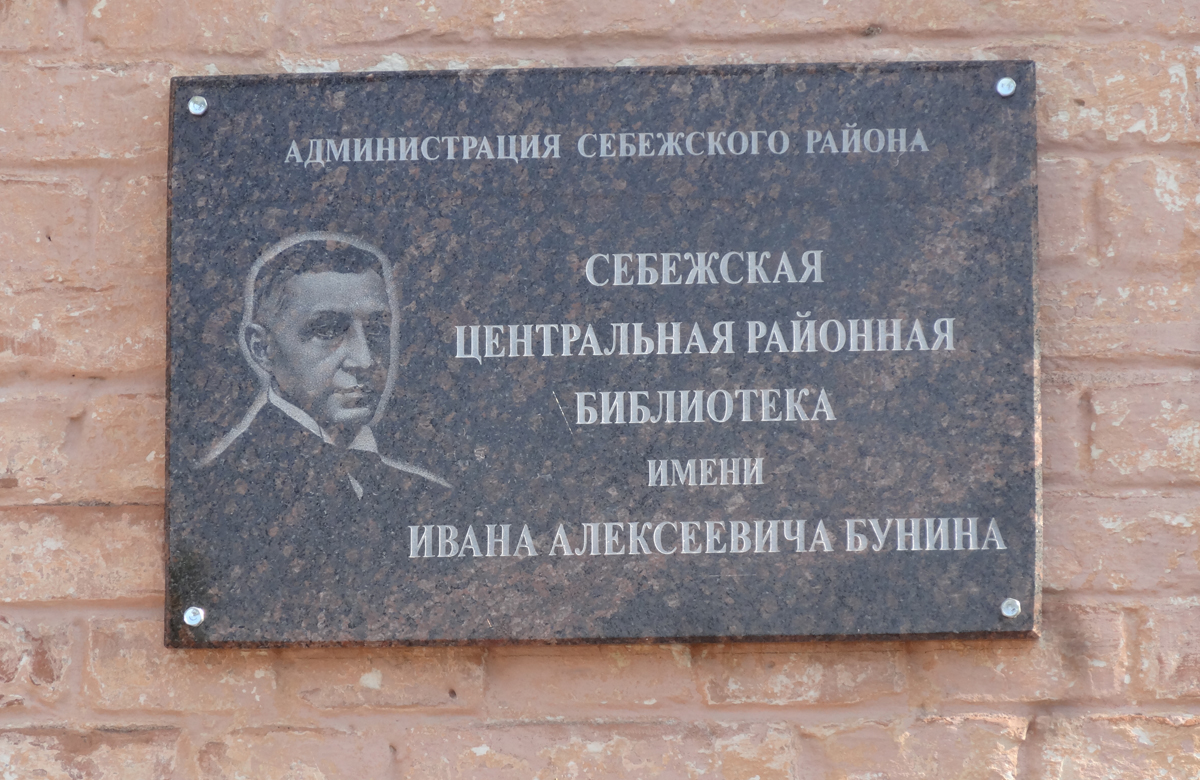 АДМИНИСТРАЦИЯ СЕБЕЖСКОГО РАЙОНА
СЕБЕЖСКАЯ
ЦЕНТРАЛЬНАЯ РАЙОННАЯ
БИБЛИОТЕКА
ИМЕНИ
ИВАНА АЛЕКСЕЕВИЧА БУНИНА